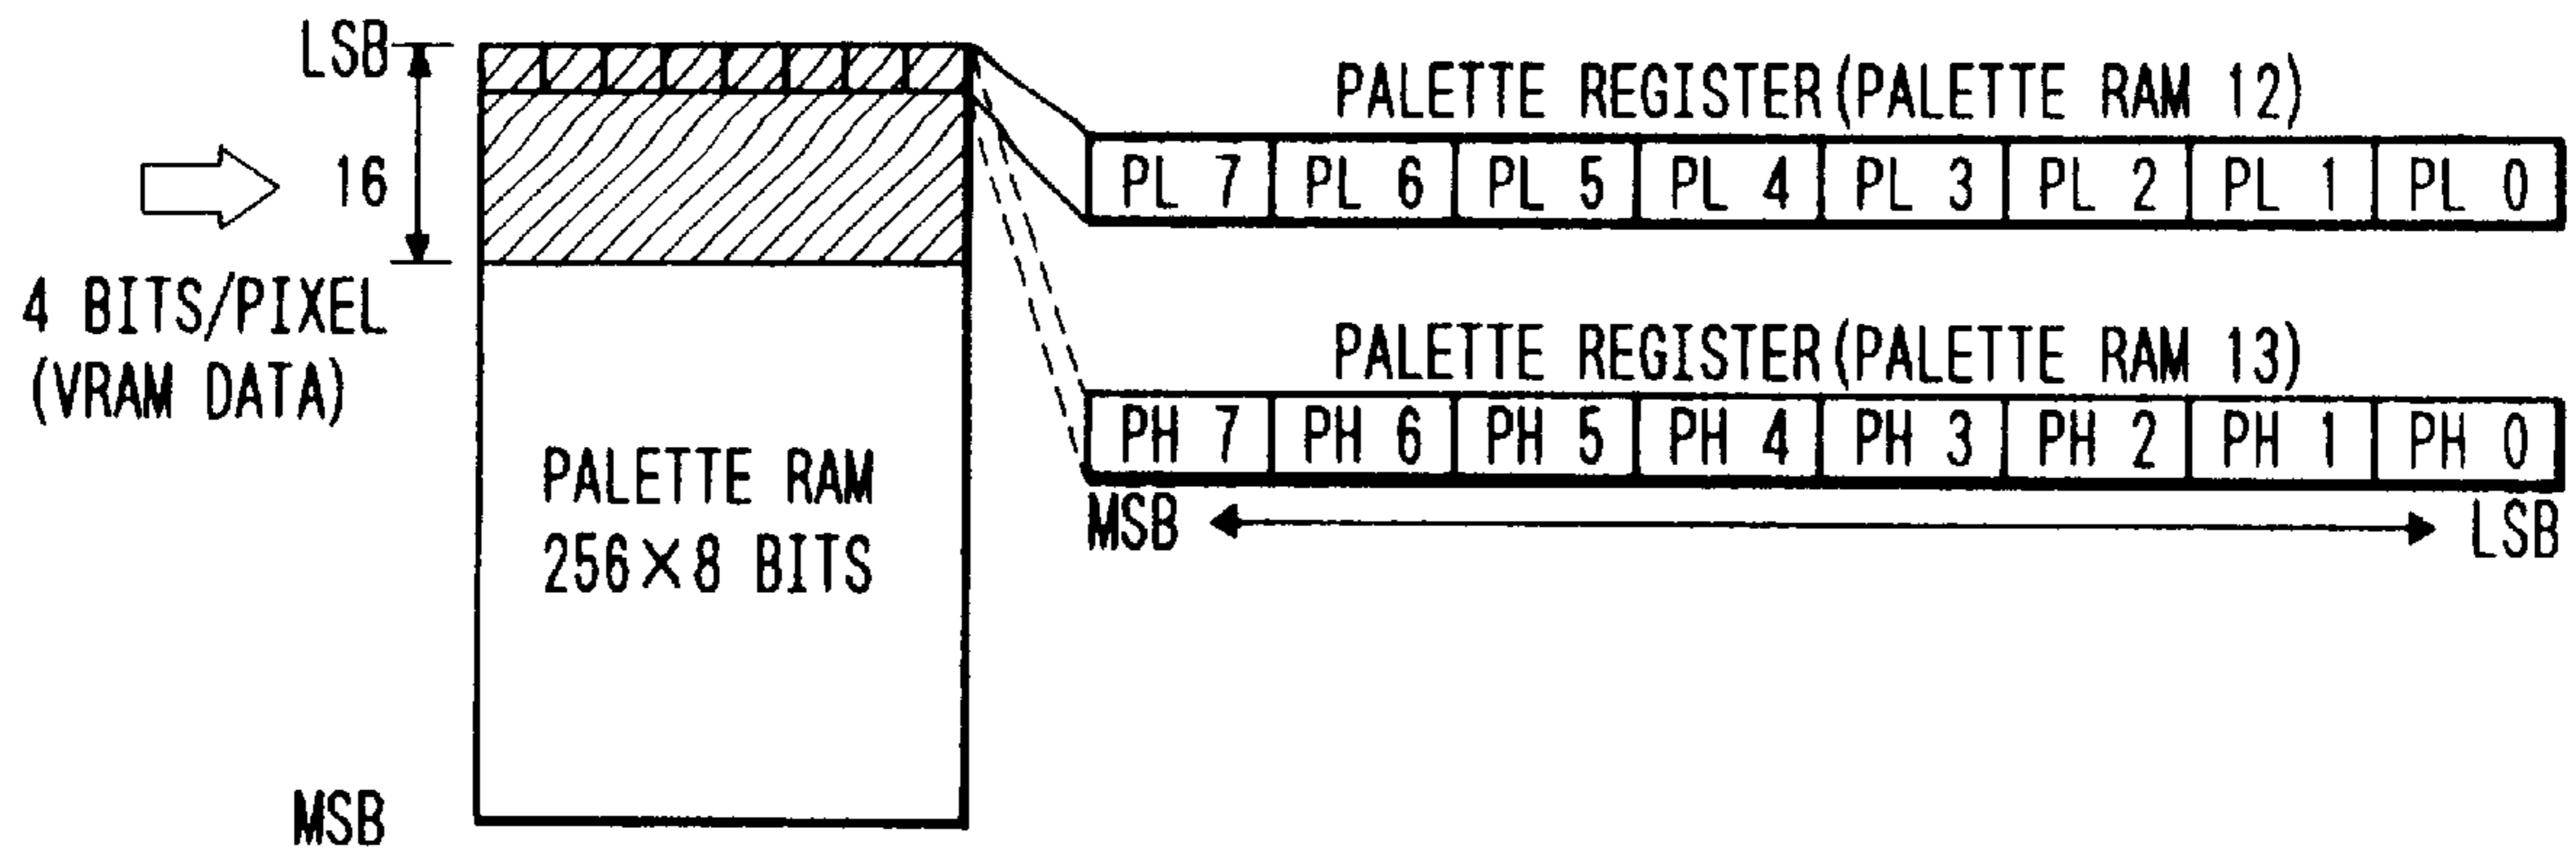 LSB
16
4 BITS/PIXEL
(VRAM DATA)
MSB
PALETTE RAM
256×8 BITS
PALETTE REGISTER(PALETTE RAM 12)
PL 7 PL 6 PL 5 PL 4 PL 3 PL 2 PL 1 PL 0
PALETTE REGISTER(PALETTE RAM 13)
PH 7 PH 6 PH 5 PH 4 PH 3 PH 2 PH 1 PH 0
MSB LSB